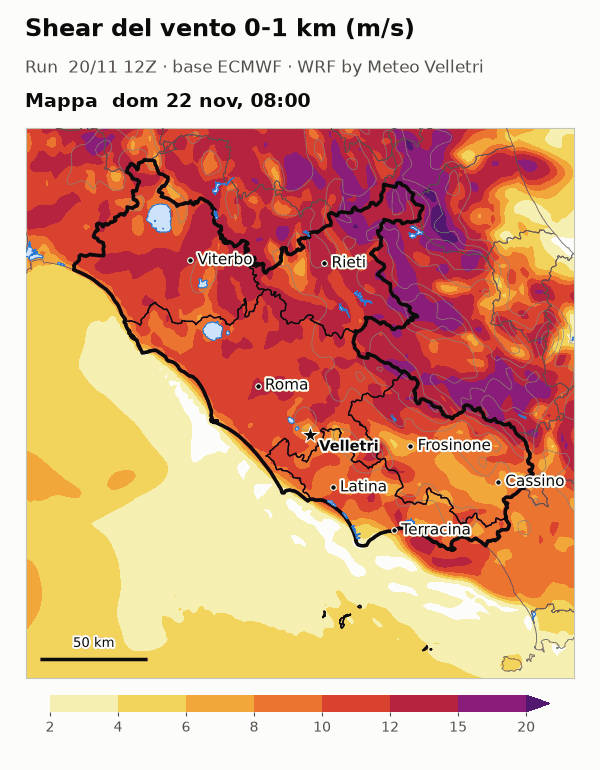 Shear del vento 0-1 km (m/s)
Run  20/11 12Z · base ECMWF · WRF by Meteo Velletri
Mappa  dom 22 nov, 08:00
Viterbo
Rieti
Roma
Velletri
Frosinone
Latina
Cassino
Terracina
50 km
2 4 6 8 10 12 15 20